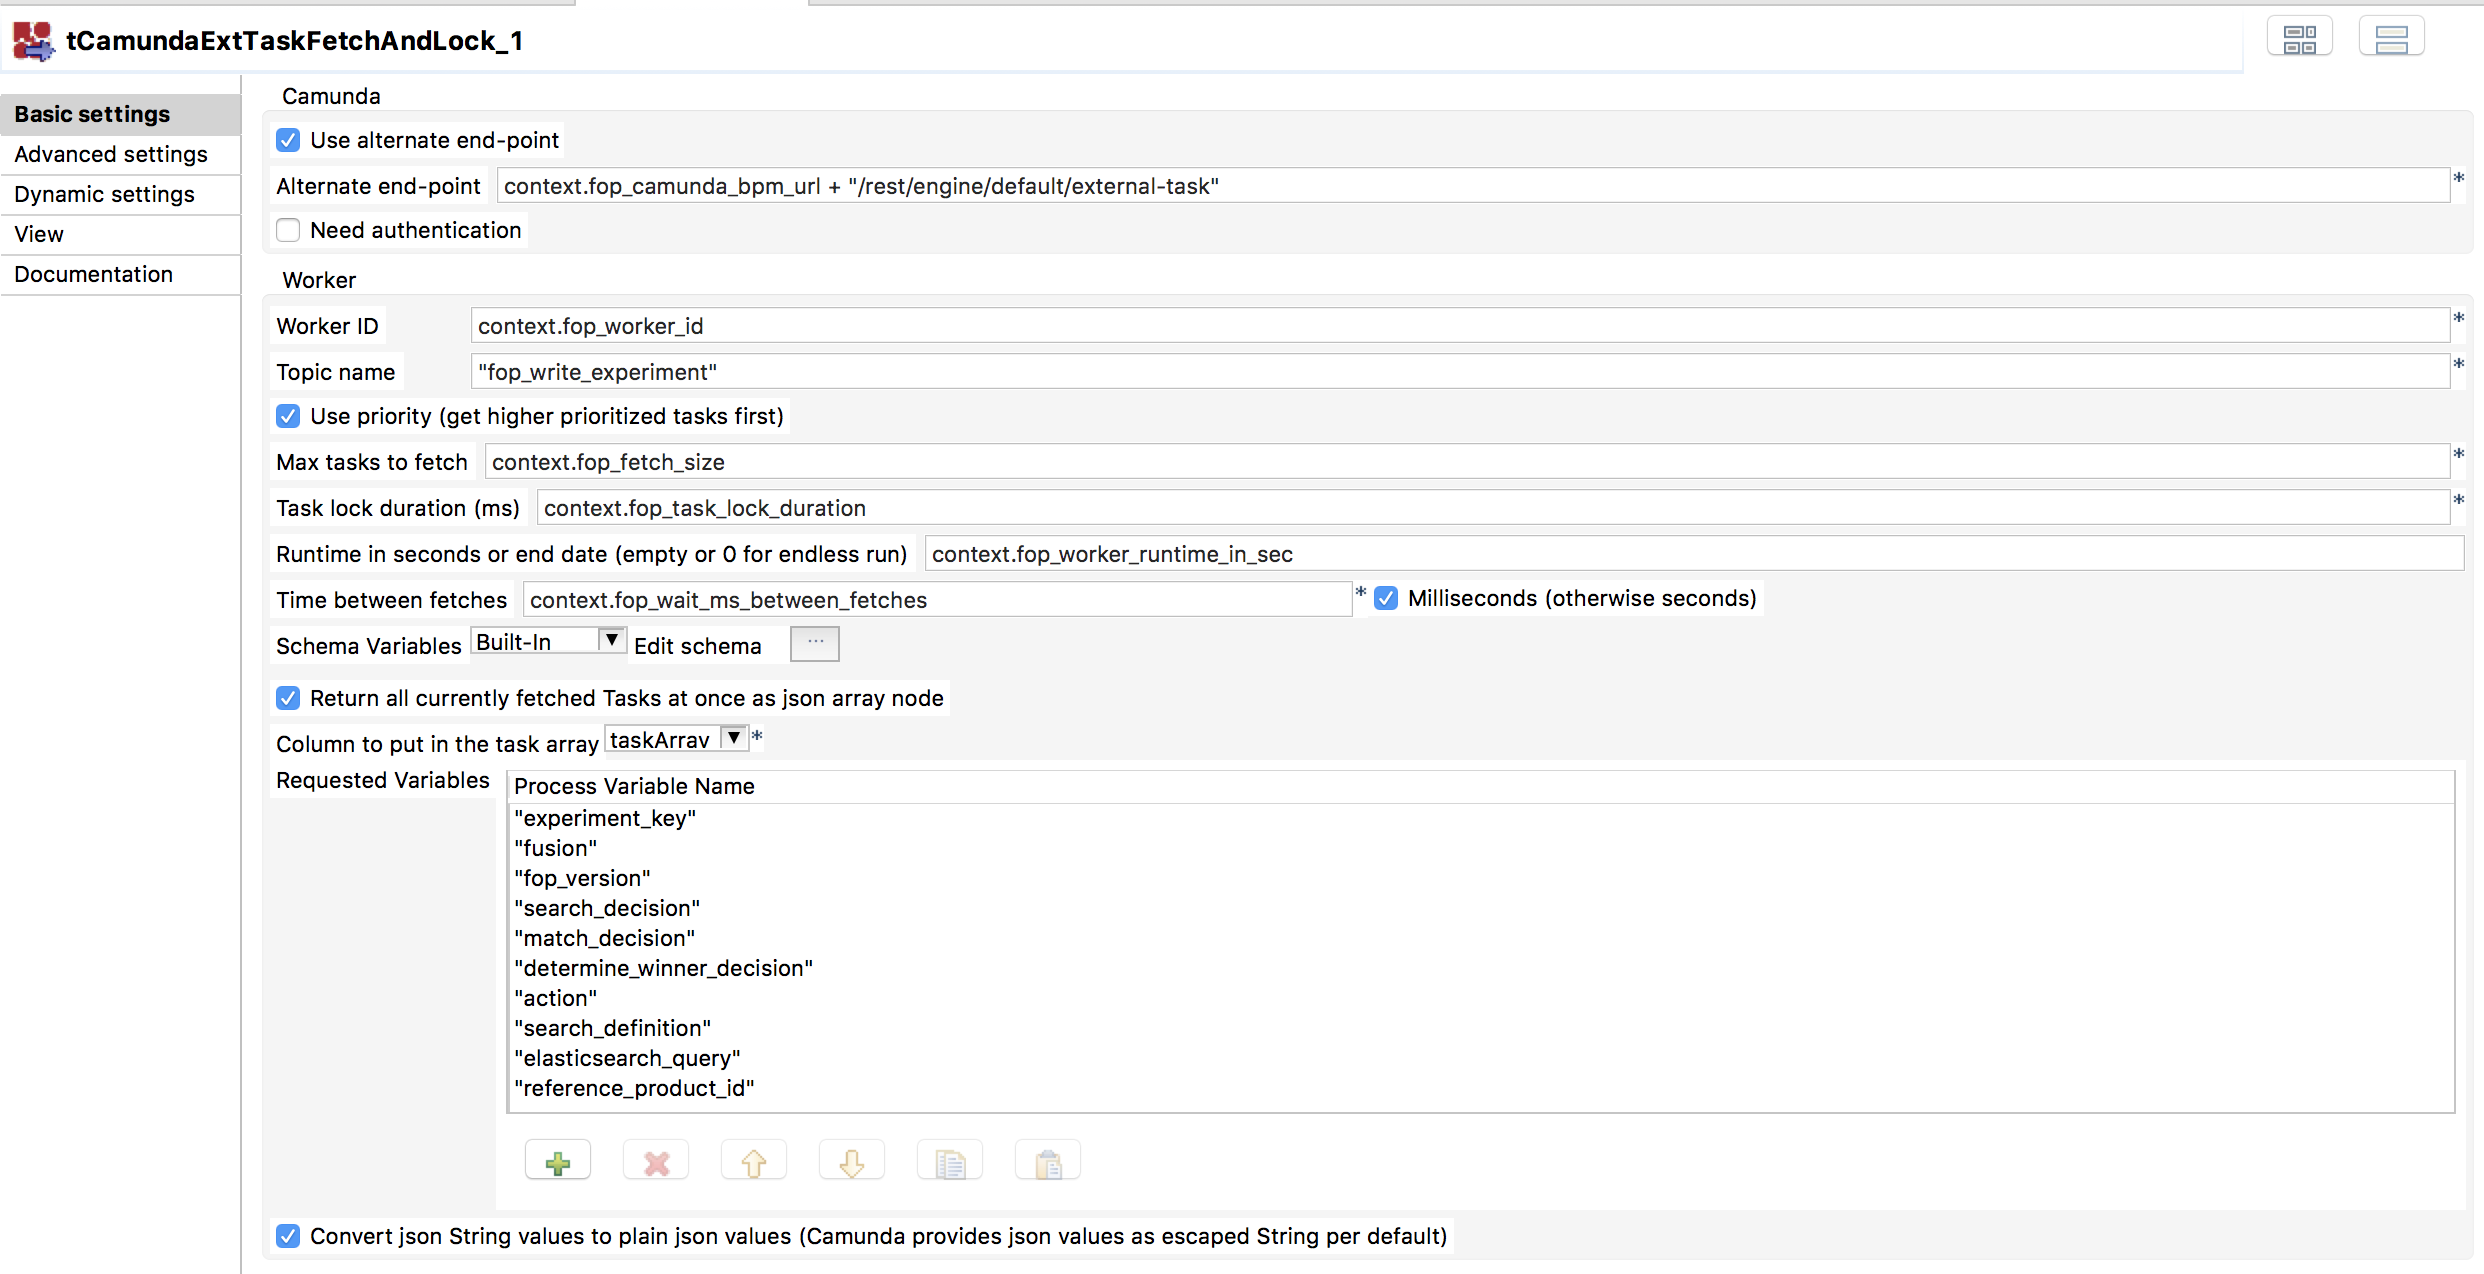 tCamundaExtTaskFetchAndLock_1
Basic settings
Advanced settings
Dynamic settings
View
Documentation
Camunda
Use alternate end-point
Alternate end-point context.fop_camunda_bpm_url + "/rest/engine/default/external-task" *
Need authentication
Worker
Worker ID context.fop_worker_id *
Topic name "fop_write_experiment" *
Use priority (get higher prioritized tasks first)
Max tasks to fetch context.fop_fetch_size *
Task lock duration (ms) context.fop_task_lock_duration *
Runtime in seconds or end date (empty or 0 for endless run) context.fop_worker_runtime_in_sec
Time between fetches context.fop_wait_ms_between_fetches * Milliseconds (otherwise seconds)
Schema Variables Built-In Edit schema ...
Return all currently fetched Tasks at once as json array node
Column to put in the task array taskArray *
Requested Variables Process Variable Name
"experiment_key"
"fusion"
"fop_version"
"search_decision"
"match_decision"
"determine_winner_decision"
"action"
"search_definition"
"elasticsearch_query"
"reference_product_id"
Convert json String values to plain json values (Camunda provides json values as escaped String per default)